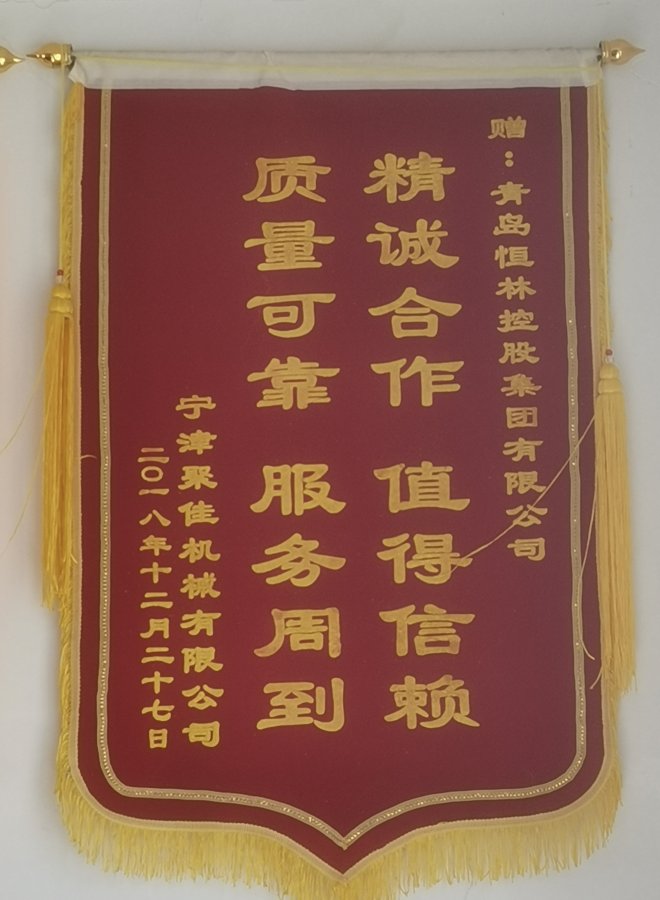 赠：青岛恒林控股集团有限公司
精诚合作 值得信赖
质量可靠 服务周到
宁津聚佳机械有限公司
二〇一八年十二月二十七日